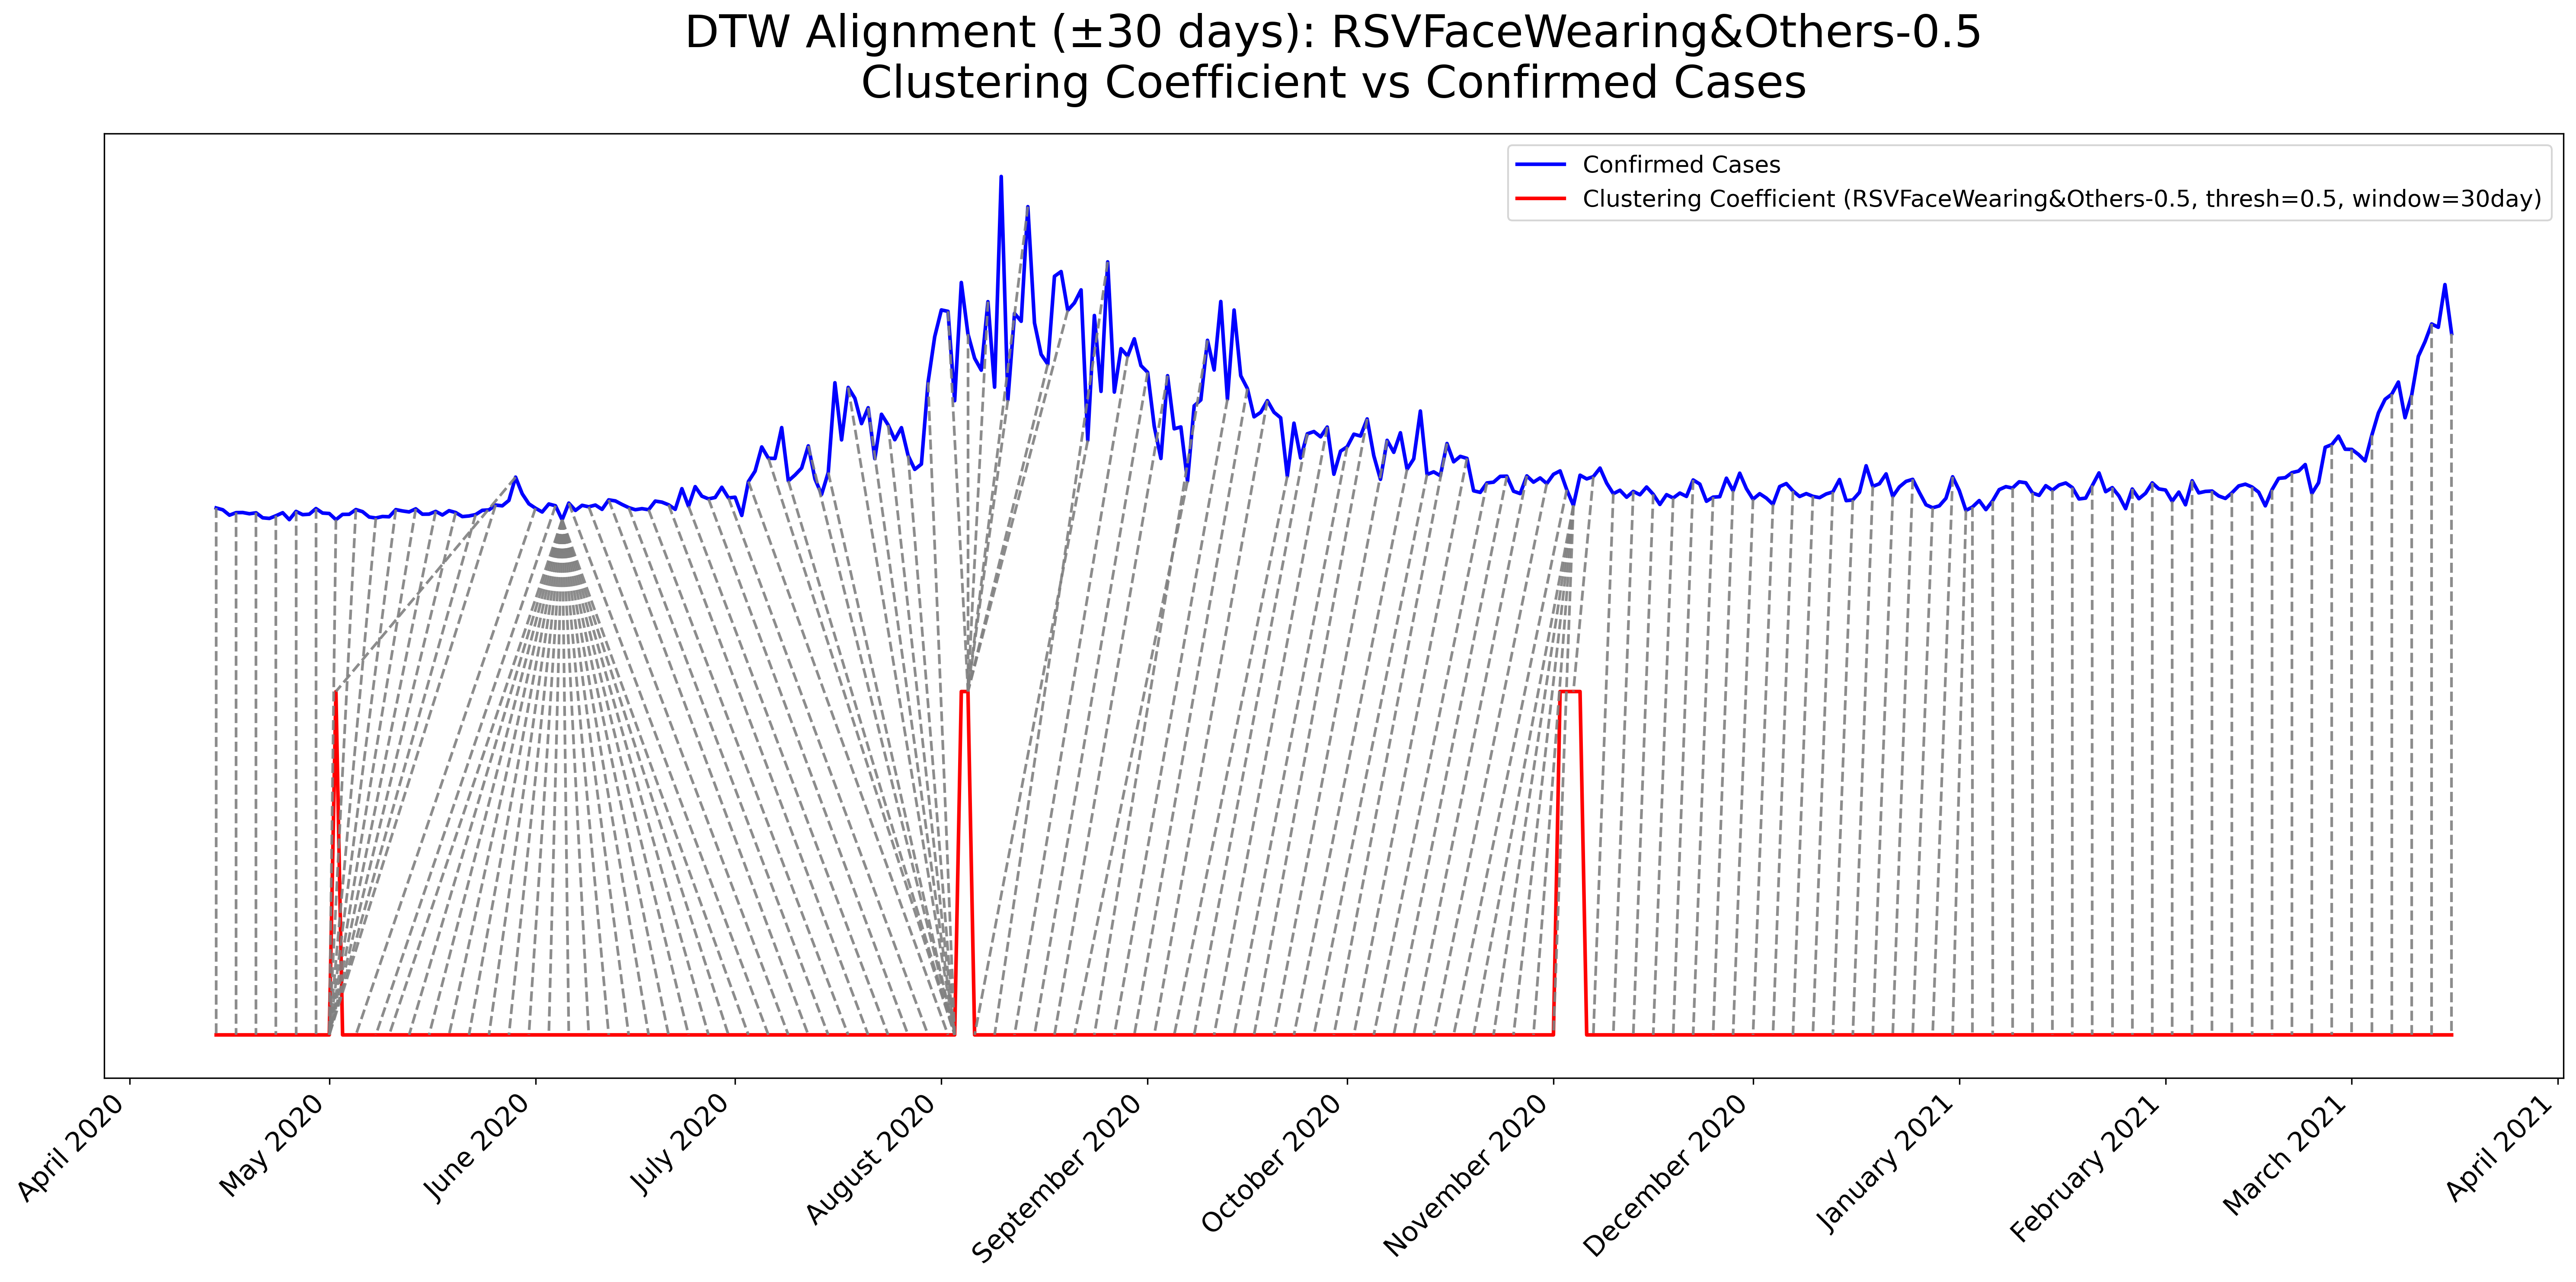 DTW Alignment (±30 days): RSVFaceWearing&Others-0.5
Clustering Coefficient vs Confirmed Cases
Confirmed Cases
Clustering Coefficient (RSVFaceWearing&Others-0.5, thresh=0.5, window=30day)
April 2020
May 2020
June 2020
July 2020
August 2020
September 2020
October 2020
November 2020
December 2020
January 2021
February 2021
March 2021
April 2021